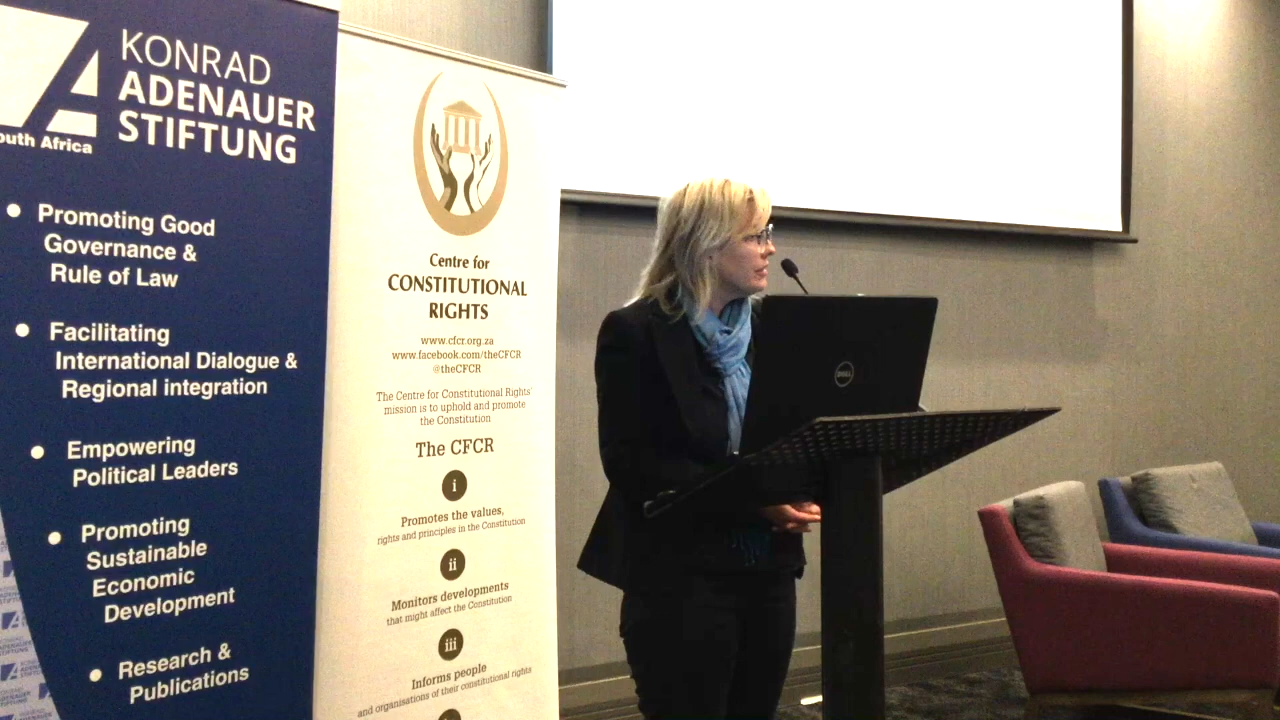 KONRAD
ADENAUER
STIFTUNG
outh Africa
Promoting Good
Governance &
Rule of Law
Facilitating
International Dialogue &
Regional integration
Empowering
Political Leaders
Promoting
Sustainable
Economic
Development
Research &
Publications
Centre for
CONSTITUTIONAL
RIGHTS
www.cfcr.org.za
www.facebook.com/theCFCR
@theCFCR
The Centre for Constitutional Rights'
mission is to uphold and promote
the Constitution
The CFCR
i
Promotes the values,
rights and principles in the Constitution
ii
Monitors developments
that might affect the Constitution
iii
Informs people
and organisations of their constitutional rights
DELL